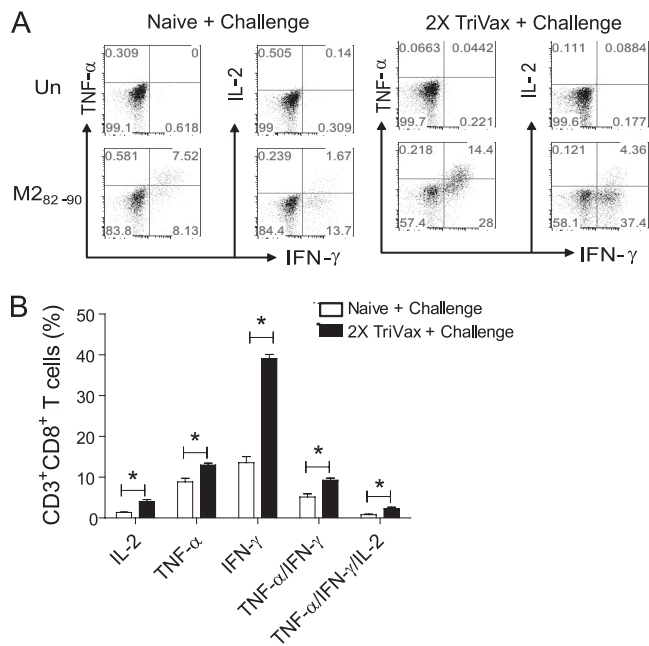 A
Naive + Challenge
2X TriVax + Challenge
Un
TNF-α
0.309 0
99.1 0.618
IL-2
0.505 0.14
99 0.309
TNF-α
0.0663 0.0442
99.7 0.221
IL-2
0.111 0.0884
99.6 0.177
M2₈₂₋₉₀
0.581 7.52
83.8 8.13
0.239 1.67
84.4 13.7
0.218 14.4
57.4 28
0.121 4.36
58.1 37.4
IFN-γ
IFN-γ
B
CD3⁺CD8⁺ T cells (%)
50
40
30
20
10
0
Naive + Challenge
2X TriVax + Challenge
*
*
*
*
*
IL-2
TNF-α
IFN-γ
TNF-α/IFN-γ
TNF-α/IFN-γ/IL-2